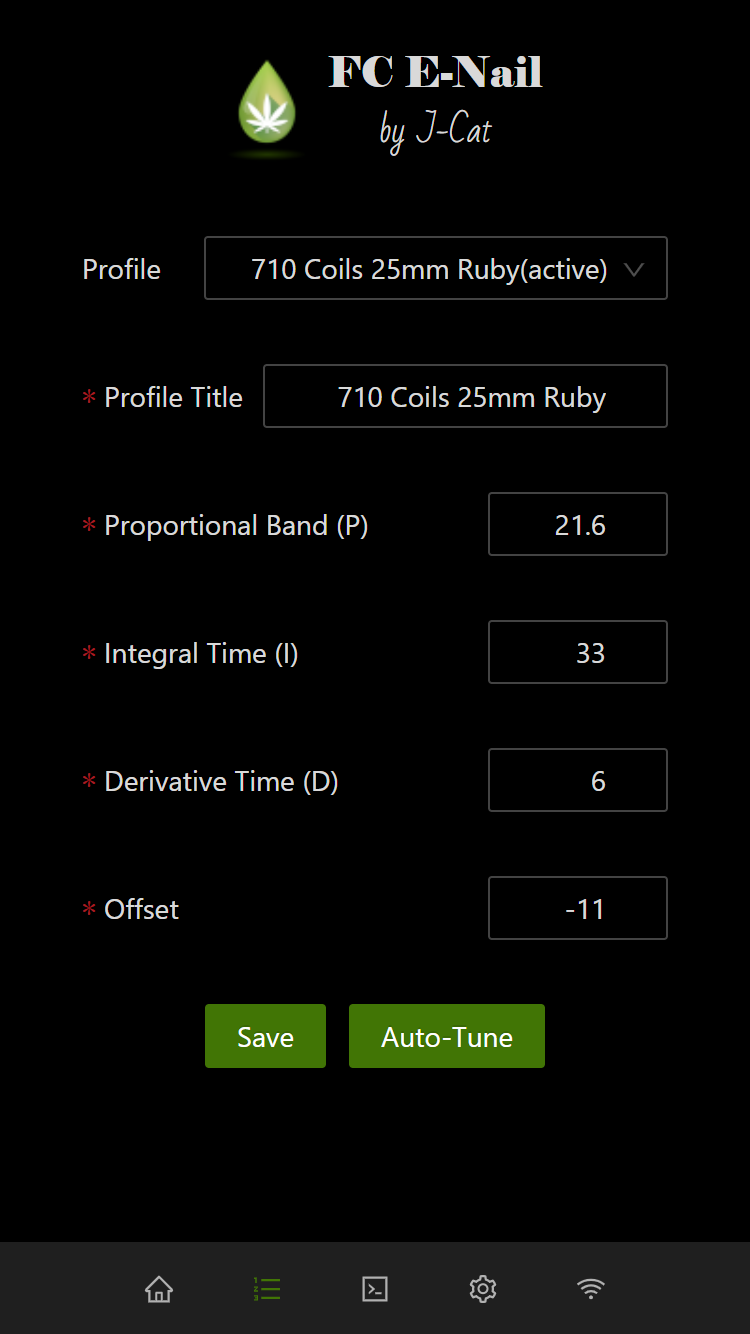 FC E-Nail
by J-Cat
Profile 710 Coils 25mm Ruby(active)
* Profile Title 710 Coils 25mm Ruby
* Proportional Band (P) 21.6
* Integral Time (I) 33
* Derivative Time (D) 6
* Offset -11
Save Auto-Tune